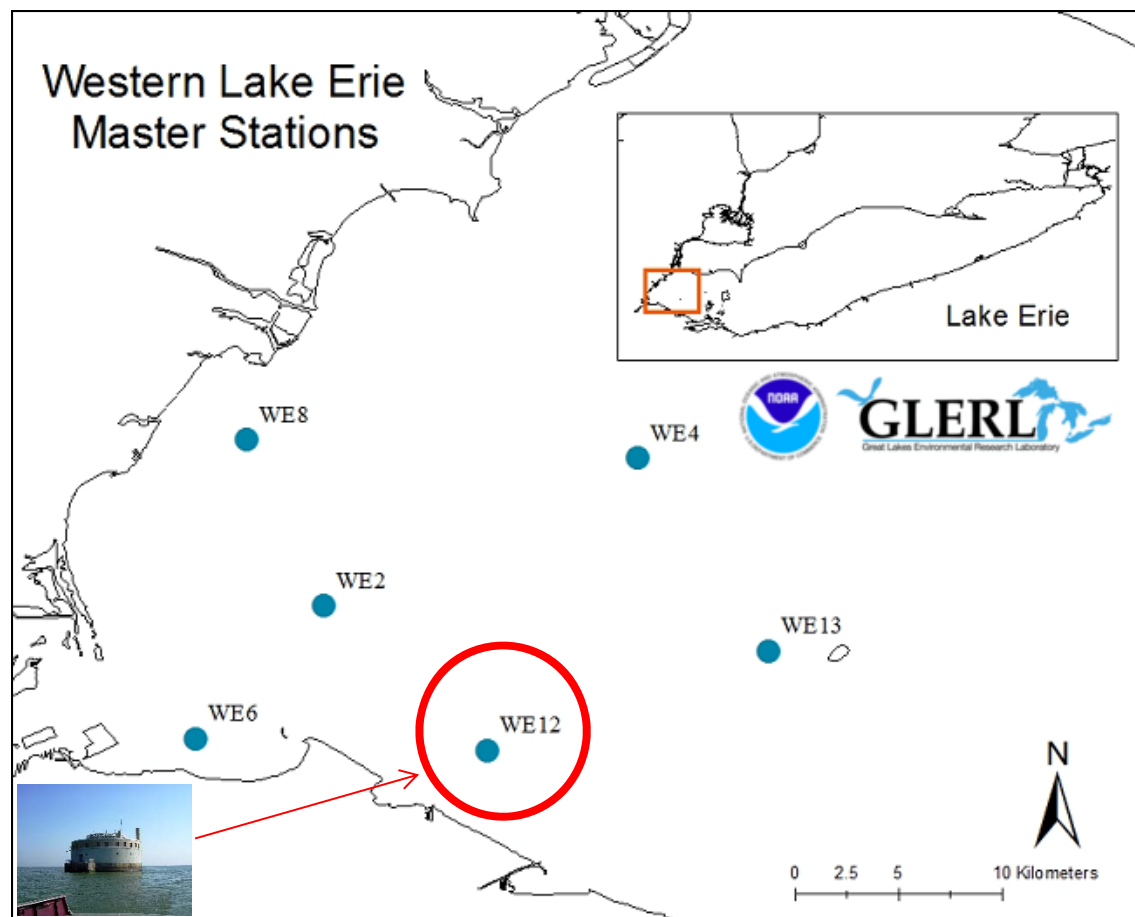 Western Lake Erie
Master Stations
Lake Erie
NOAA
GLERL
Great Lakes Environmental Research Laboratory
WE8
WE4
WE2
WE13
WE6
WE12
N
0 2.5 5 10 Kilometers